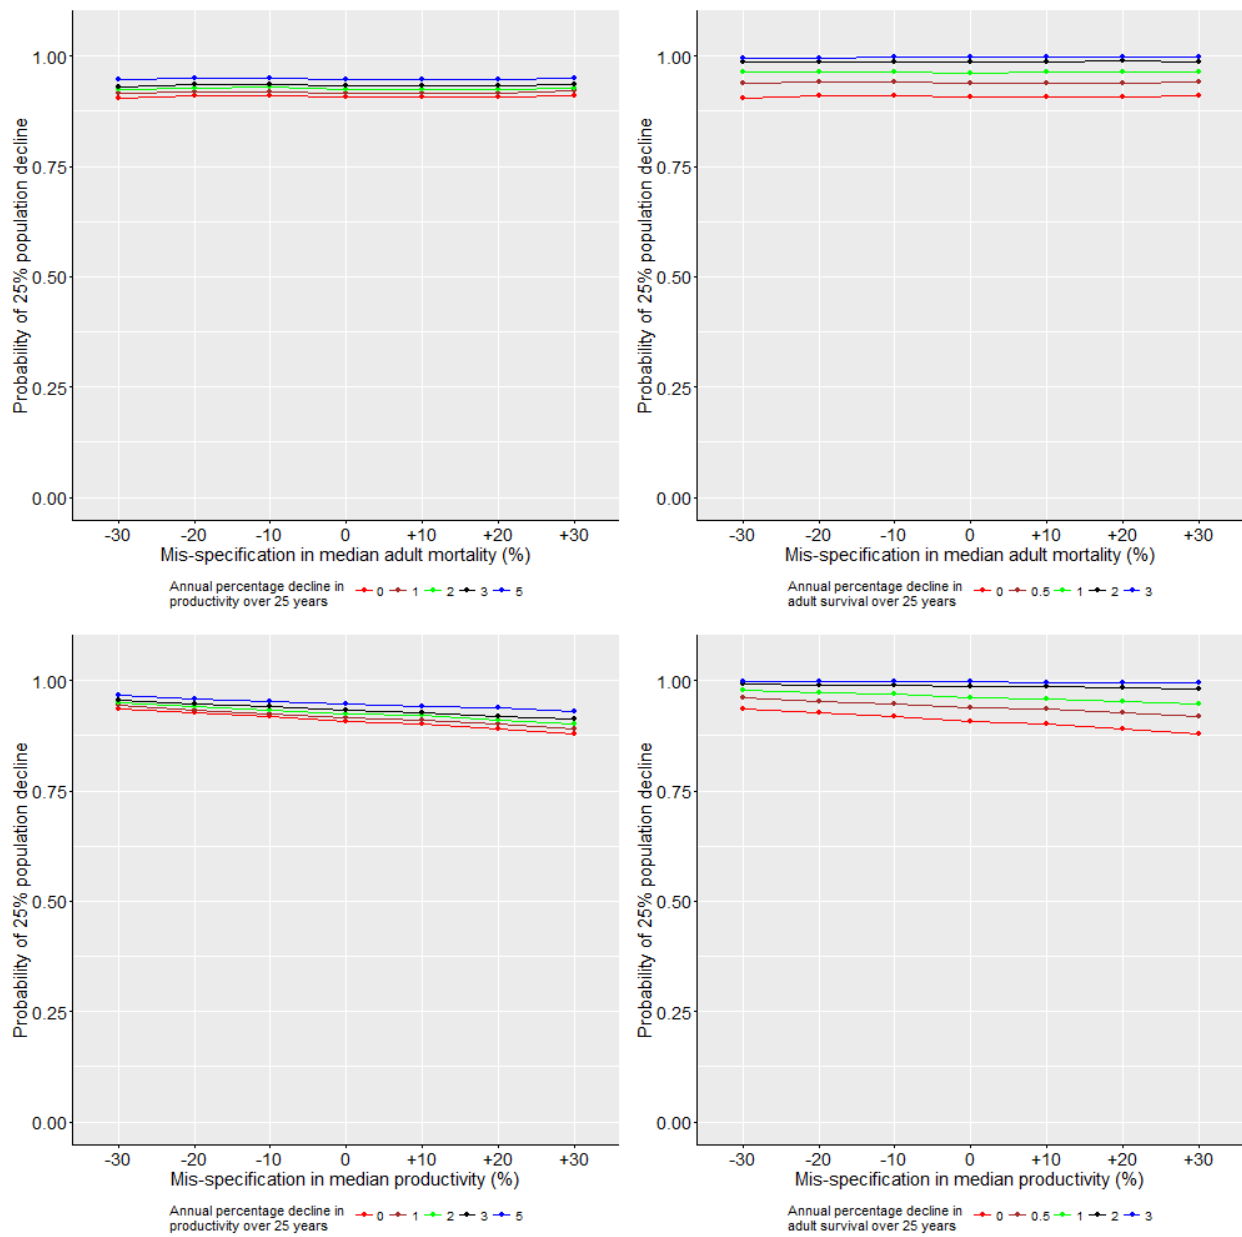 Probability of 25% population decline
1.00
0.75
0.50
0.25
0.00
-30 -20 -10 0 +10 +20 +30
Mis-specification in median adult mortality (%)
Annual percentage decline in
productivity over 25 years
0 1 2 3 5
Probability of 25% population decline
1.00
0.75
0.50
0.25
0.00
-30 -20 -10 0 +10 +20 +30
Mis-specification in median adult mortality (%)
Annual percentage decline in
adult survival over 25 years
0 0.5 1 2 3
Probability of 25% population decline
1.00
0.75
0.50
0.25
0.00
-30 -20 -10 0 +10 +20 +30
Mis-specification in median productivity (%)
Annual percentage decline in
productivity over 25 years
0 1 2 3 5
Probability of 25% population decline
1.00
0.75
0.50
0.25
0.00
-30 -20 -10 0 +10 +20 +30
Mis-specification in median productivity (%)
Annual percentage decline in
adult survival over 25 years
0 0.5 1 2 3